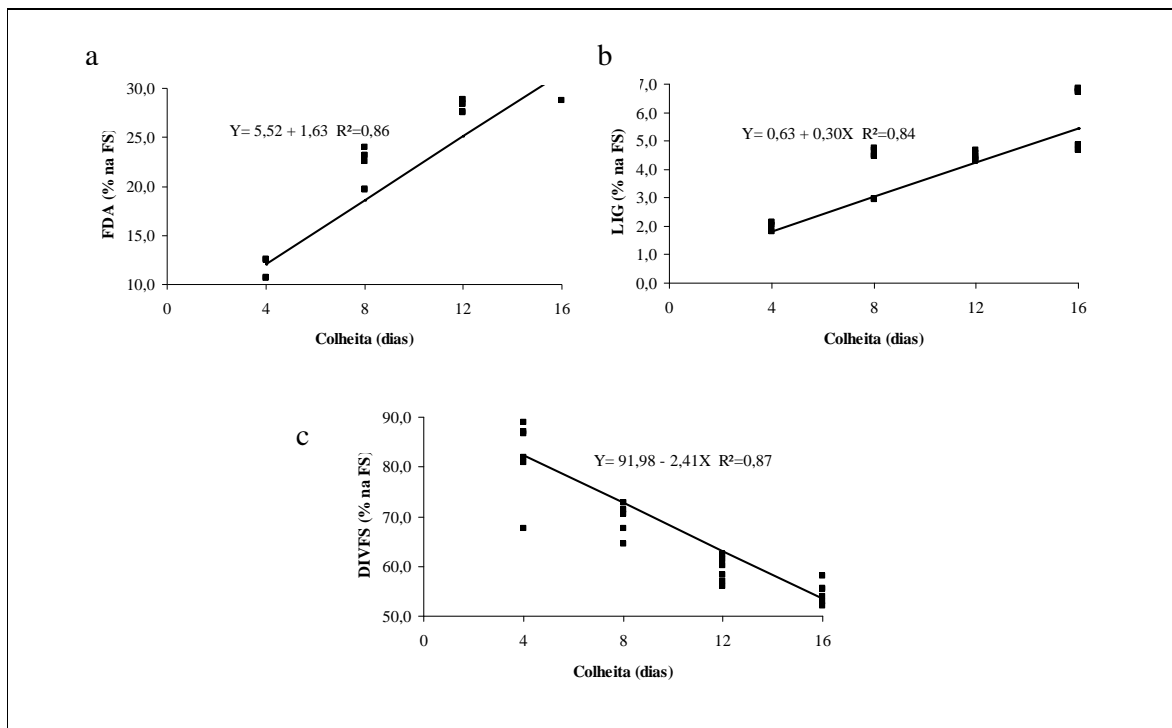 a
30,0
25,0
20,0
15,0
10,0
FDA (% na FS)
Y= 5,52 + 1,63 R²=0,86
0 4 8 12 16
Colheita (dias)
b
7,0
6,0
5,0
4,0
3,0
2,0
1,0
0,0
LIG (% na FS)
Y= 0,63 + 0,30X R²=0,84
0 4 8 12 16
Colheita (dias)
c
90,0
80,0
70,0
60,0
50,0
DIVFS (% na FS)
Y= 91,98 - 2,41X R²=0,87
0 4 8 12 16
Colheita (dias)